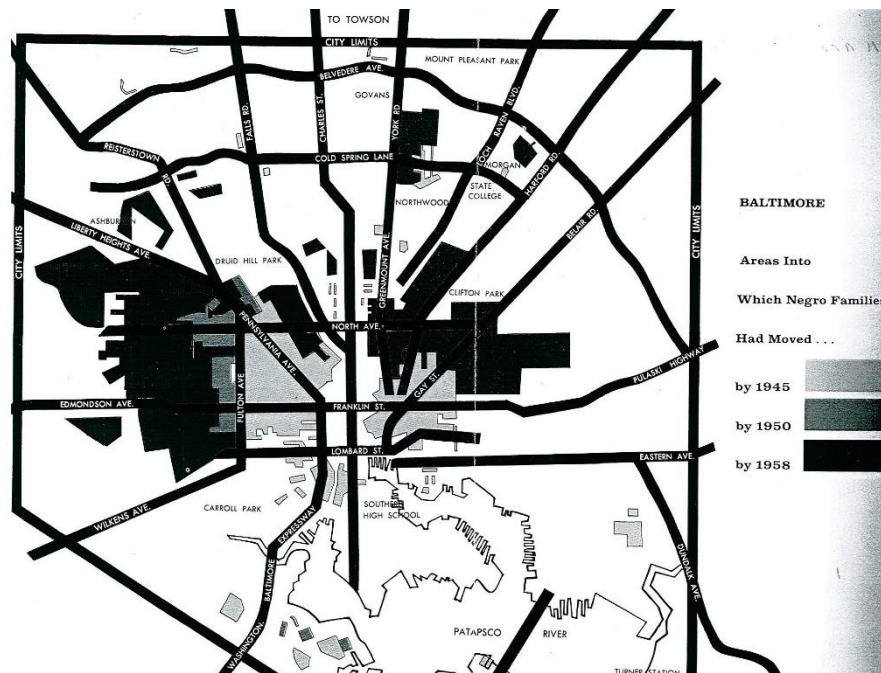 TO TOWSON
CITY LIMITS
MOUNT PLEASANT PARK
BELVEDERE AVE.
GOVANS
FALLS RD.
CHARLES ST.
YORK RD
LOCH RAVEN BLVD.
REISTERSTOWN
RD.
COLD SPRING LANE
MORGAN
STATE
COLLEGE
HARFORD RD.
NORTHWOOD
BELAIR RD.
ASHBURTON
LIBERTY HEIGHTS AVE.
CITY LIMITS
CITY LIMITS
DRUID HILL PARK
GREENMOUNT AVE.
CLIFTON PARK
PENNSYLVANIA AVE.
NORTH AVE.
FULTON AVE
GAY ST.
PULASKI HIGHWAY
EDMONDSON AVE.
FRANKLIN ST.
LOMBARD ST.
EASTERN AVE.
WILKENS AVE.
CARROLL PARK
SOUTHERN
HIGH SCHOOL
WASHINGTON. BALTIMORE EXPRESSWAY
DUNDALK AVE.
PATAPSCO RIVER
TURNER STATION
BALTIMORE
Areas Into
Which Negro Families
Had Moved ...
by 1945
by 1950
by 1958